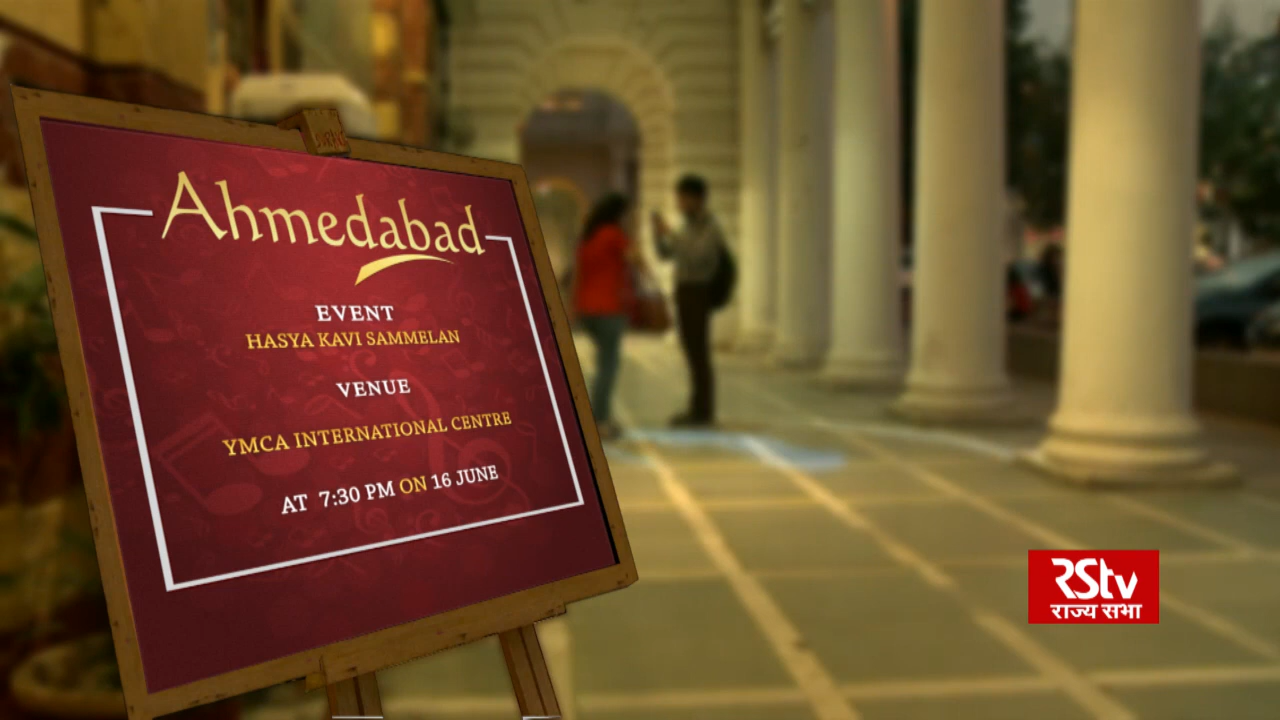 Ahmedabad
EVENT
HASYA KAVI SAMMELAN
VENUE
YMCA INTERNATIONAL CENTRE
AT 7:30 PM ON 16 JUNE
RStv
राज्य सभा